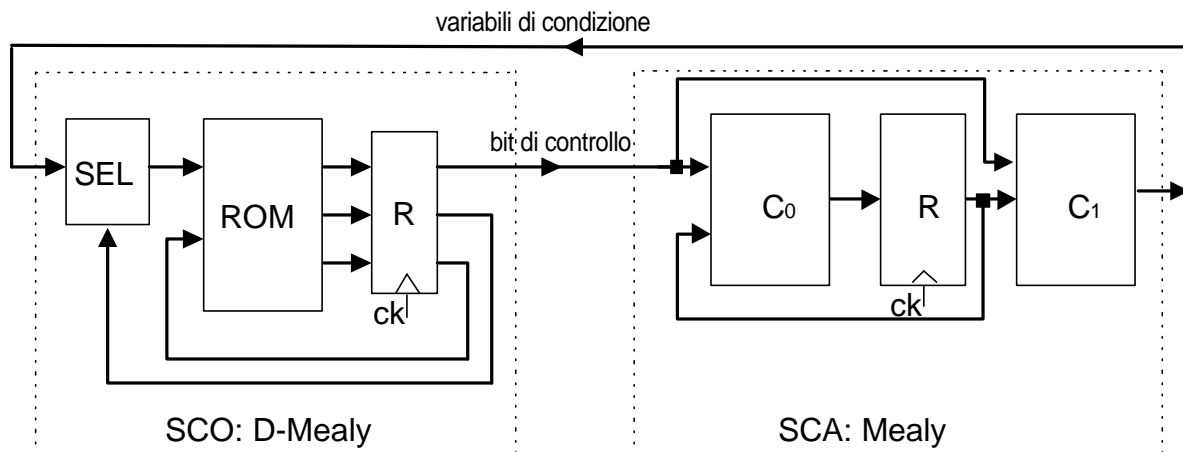 variabili di condizione
bit di controllo
SEL
ROM
R
ck
C0
R
ck
C1
SCO: D-Mealy
SCA: Mealy